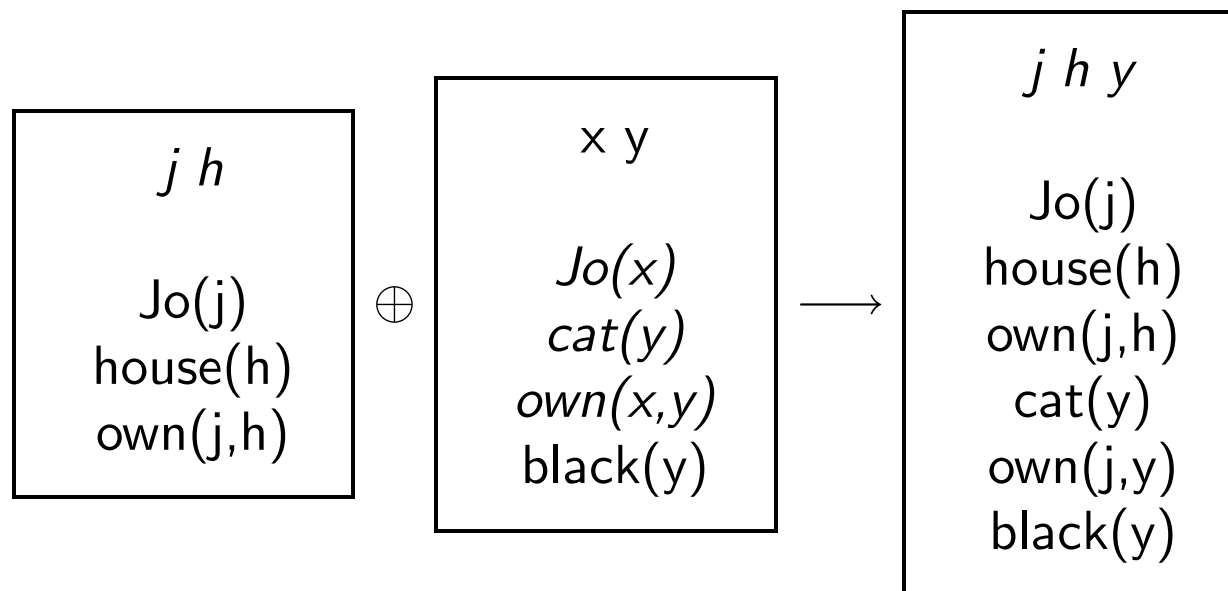 j h
Jo(j)
house(h)
own(j,h)
⊕
x y
Jo(x)
cat(y)
own(x,y)
black(y)
⟶
j h y
Jo(j)
house(h)
own(j,h)
cat(y)
own(j,y)
black(y)